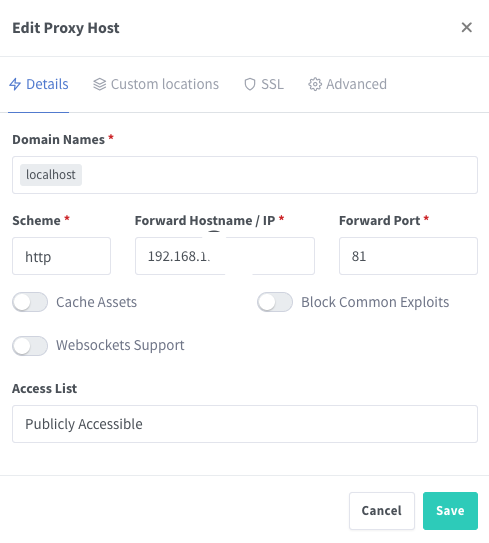 Edit Proxy Host
Details Custom locations SSL Advanced
Domain Names *
localhost
Scheme * Forward Hostname / IP * Forward Port *
http 192.168.1. 81
Cache Assets Block Common Exploits
Websockets Support
Access List
Publicly Accessible
Cancel Save